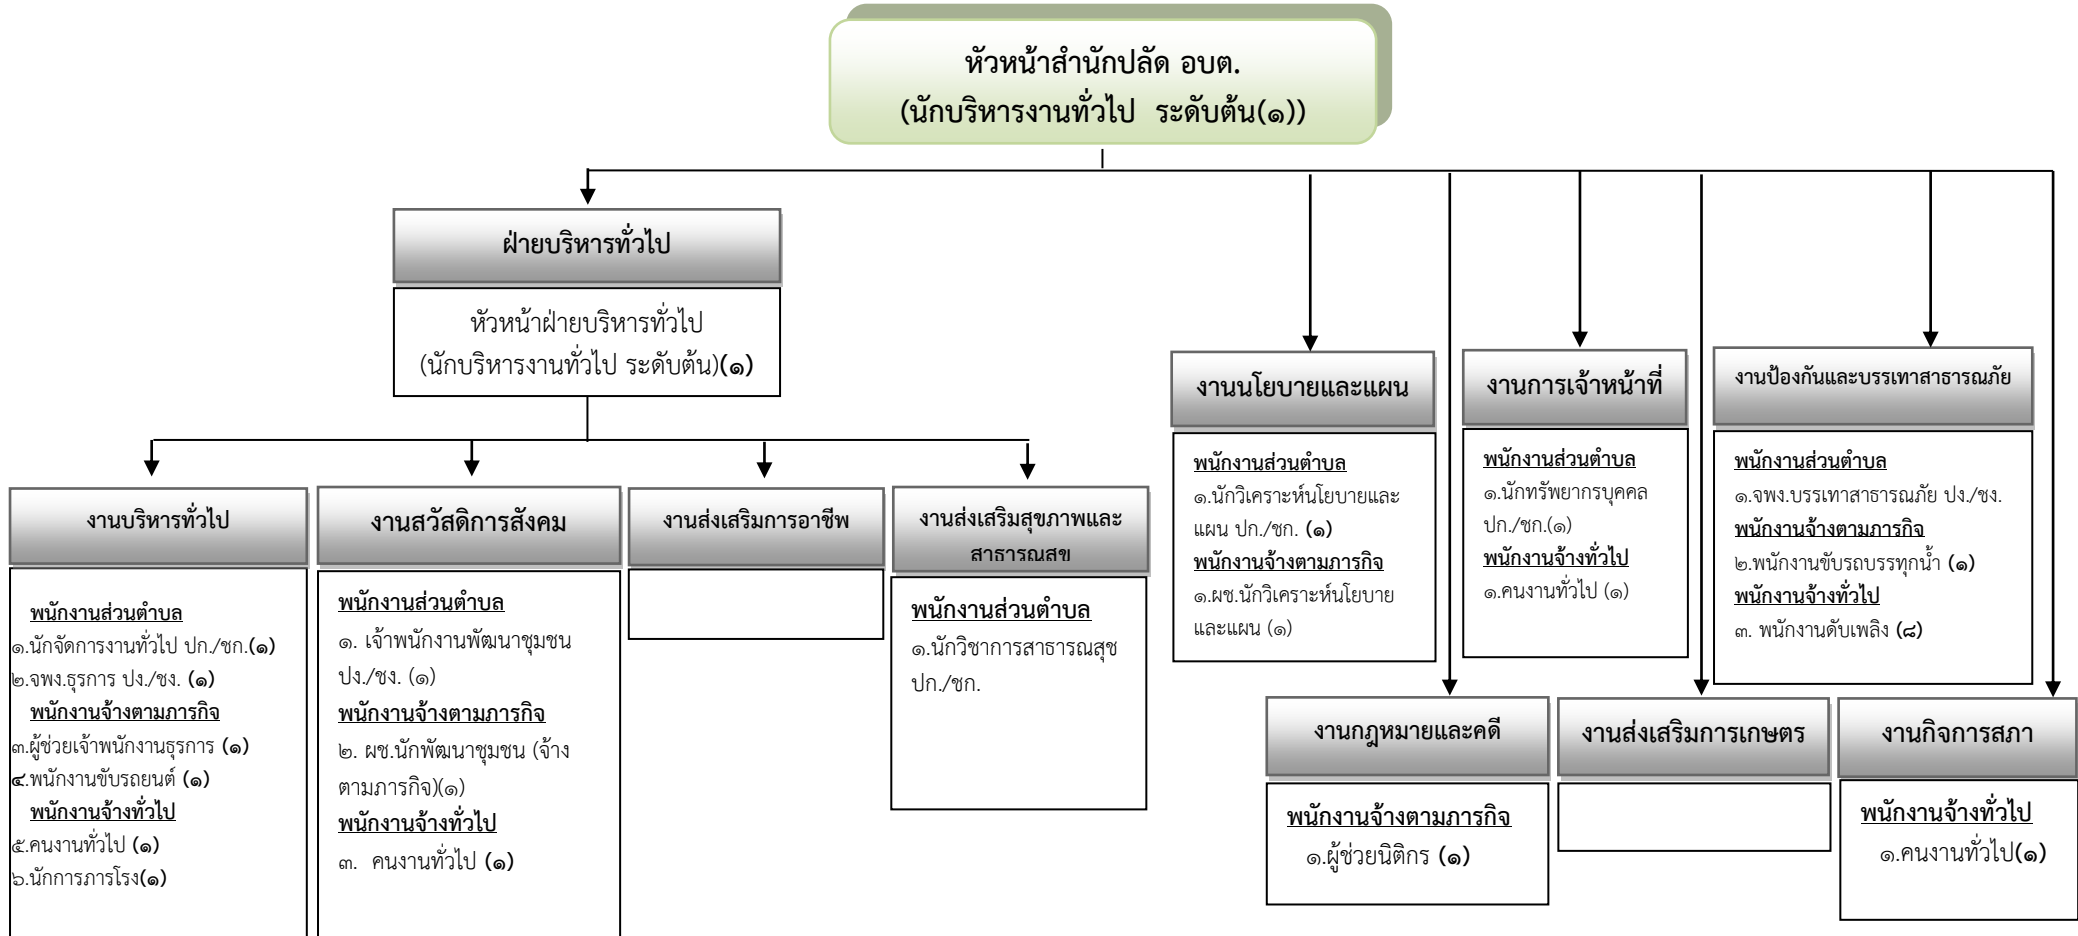 หัวหน้าสำนักปลัด อบต.
(นักบริหารงานทั่วไป ระดับต้น(๑))
ฝ่ายบริหารทั่วไป
หัวหน้าฝ่ายบริหารทั่วไป
(นักบริหารงานทั่วไป ระดับต้น)(๑)
งานบริหารทั่วไป
พนักงานส่วนตำบล
๑.นักจัดการงานทั่วไป ปก./ชก.(๑)
๒.จพง.ธุรการ ปง./ชง. (๑)
พนักงานจ้างตามภารกิจ
๓.ผู้ช่วยเจ้าพนักงานธุรการ (๑)
๔.พนักงานขับรถยนต์ (๑)
พนักงานจ้างทั่วไป
๕.คนงานทั่วไป (๑)
๖.นักการภารโรง(๑)
งานสวัสดิการสังคม
พนักงานส่วนตำบล
๑. เจ้าพนักงานพัฒนาชุมชน
ปง./ชง. (๑)
พนักงานจ้างตามภารกิจ
๒. ผช.นักพัฒนาชุมชน (จ้าง
ตามภารกิจ)(๑)
พนักงานจ้างทั่วไป
๓. คนงานทั่วไป (๑)
งานส่งเสริมการอาชีพ
งานส่งเสริมสุขภาพและ
สาธารณสุข
พนักงานส่วนตำบล
๑.นักวิชาการสาธารณสุช
ปก./ชก.
งานนโยบายและแผน
พนักงานส่วนตำบล
๑.นักวิเคราะห์นโยบายและ
แผน ปก./ชก. (๑)
พนักงานจ้างตามภารกิจ
๑.ผช.นักวิเคราะห์นโยบาย
และแผน (๑)
งานการเจ้าหน้าที่
พนักงานส่วนตำบล
๑.นักทรัพยากรบุคคล
ปก./ชก.(๑)
พนักงานจ้างทั่วไป
๑.คนงานทั่วไป (๑)
งานป้องกันและบรรเทาสาธารณภัย
พนักงานส่วนตำบล
๑.จพง.บรรเทาสาธารณภัย ปง./ชง.
พนักงานจ้างตามภารกิจ
๒.พนักงานขับรถบรรทุกน้ำ (๑)
พนักงานจ้างทั่วไป
๓. พนักงานดับเพลิง (๘)
งานกฎหมายและคดี
พนักงานจ้างตามภารกิจ
๑.ผู้ช่วยนิติกร (๑)
งานส่งเสริมการเกษตร
งานกิจการสภา
พนักงานจ้างทั่วไป
๑.คนงานทั่วไป(๑)